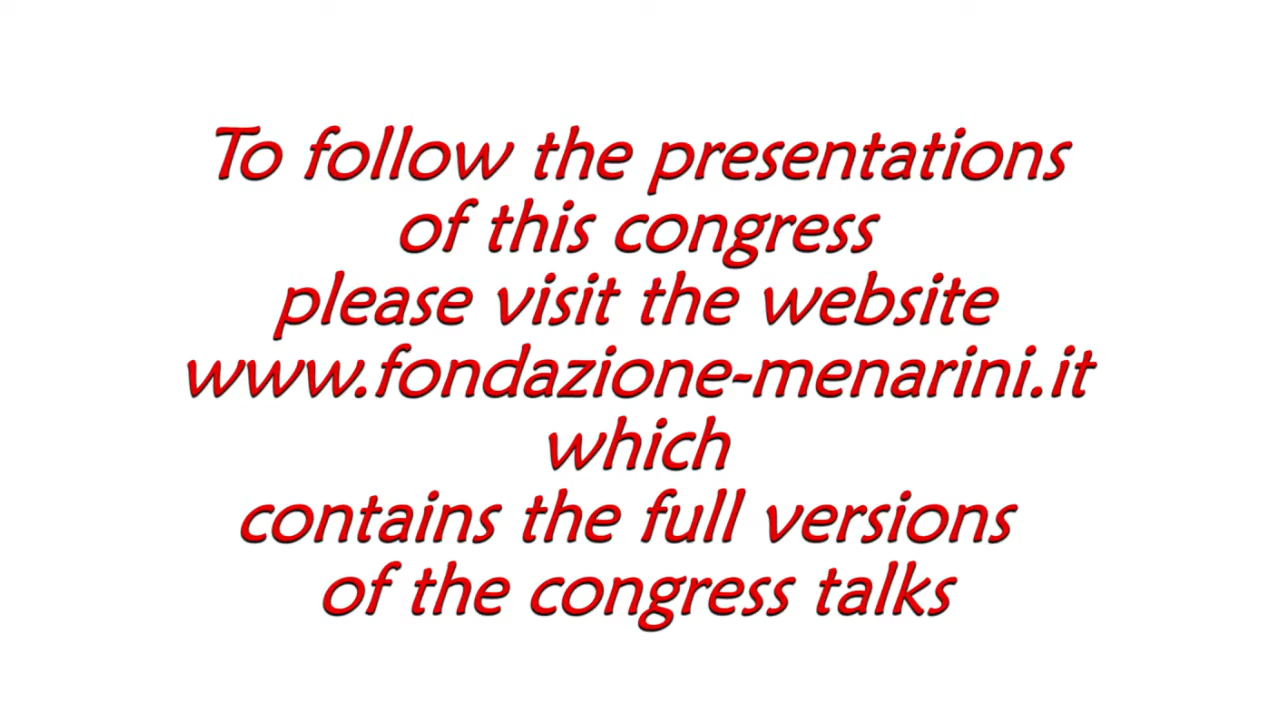 To follow the presentations
of this congress
please visit the website
www.fondazione-menarini.it
which
contains the full versions
of the congress talks